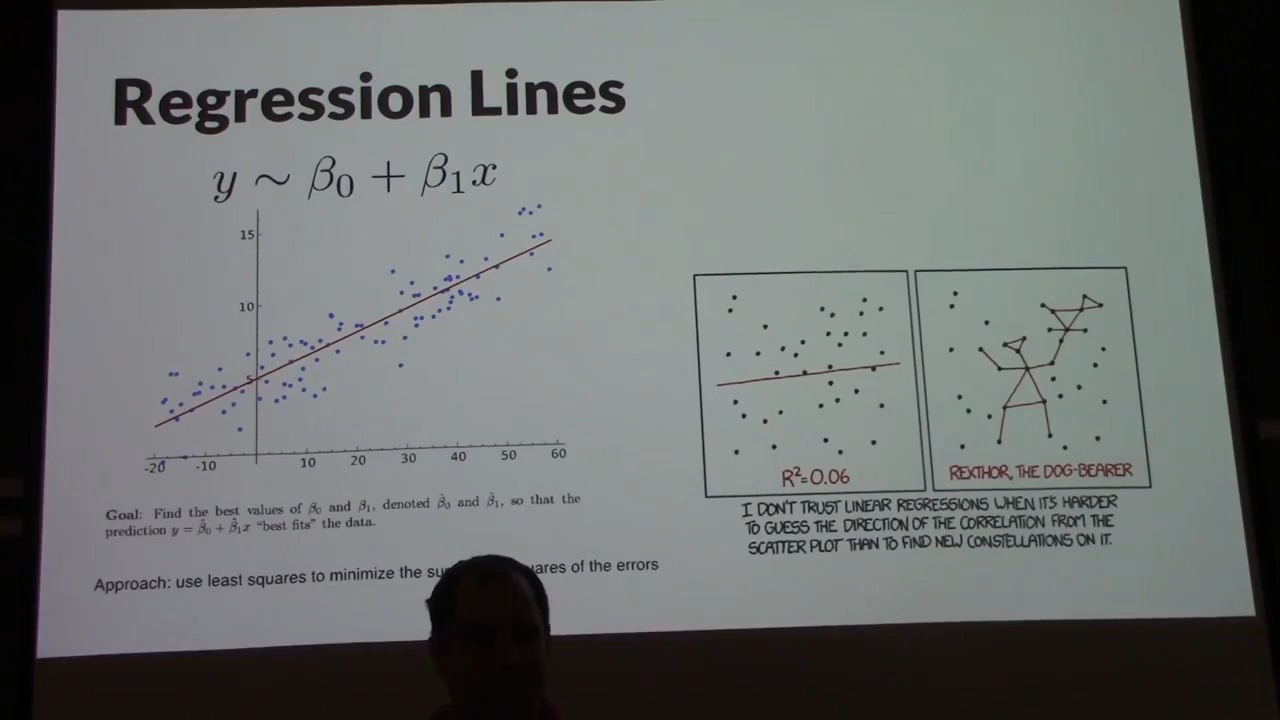 Regression Lines
y ~ β₀ + β₁x
15
10
5
-20 -10 10 20 30 40 50 60
Goal: Find the best values of β₀ and β₁, denoted β̂₀ and β̂₁, so that the
prediction y = β̂₀ + β̂₁x "best fits" the data.
Approach: use least squares to minimize the of the errors
R²=0.06
REXTHOR, THE DOG-BEARER
I DON'T TRUST LINEAR REGRESSIONS WHEN IT'S HARDER
TO GUESS THE DIRECTION OF THE CORRELATION FROM THE
SCATTER PLOT THAN TO FIND NEW CONSTELLATIONS ON IT.